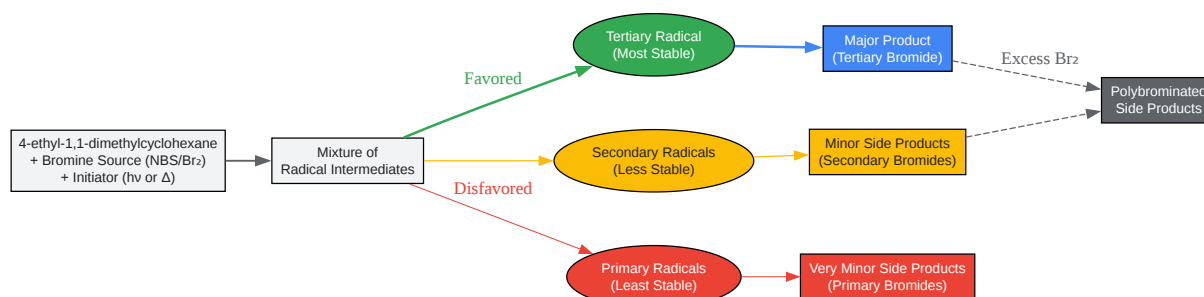 4-ethyl-1,1-dimethylcyclohexane
+ Bromine Source (NBS/Br₂)
+ Initiator (hν or Δ)
Mixture of
Radical Intermediates
Favored
Disfavored
Tertiary Radical
(Most Stable)
Secondary Radicals
(Less Stable)
Primary Radicals
(Least Stable)
Major Product
(Tertiary Bromide)
Minor Side Products
(Secondary Bromides)
Very Minor Side Products
(Primary Bromides)
Excess Br₂
Polybrominated
Side Products